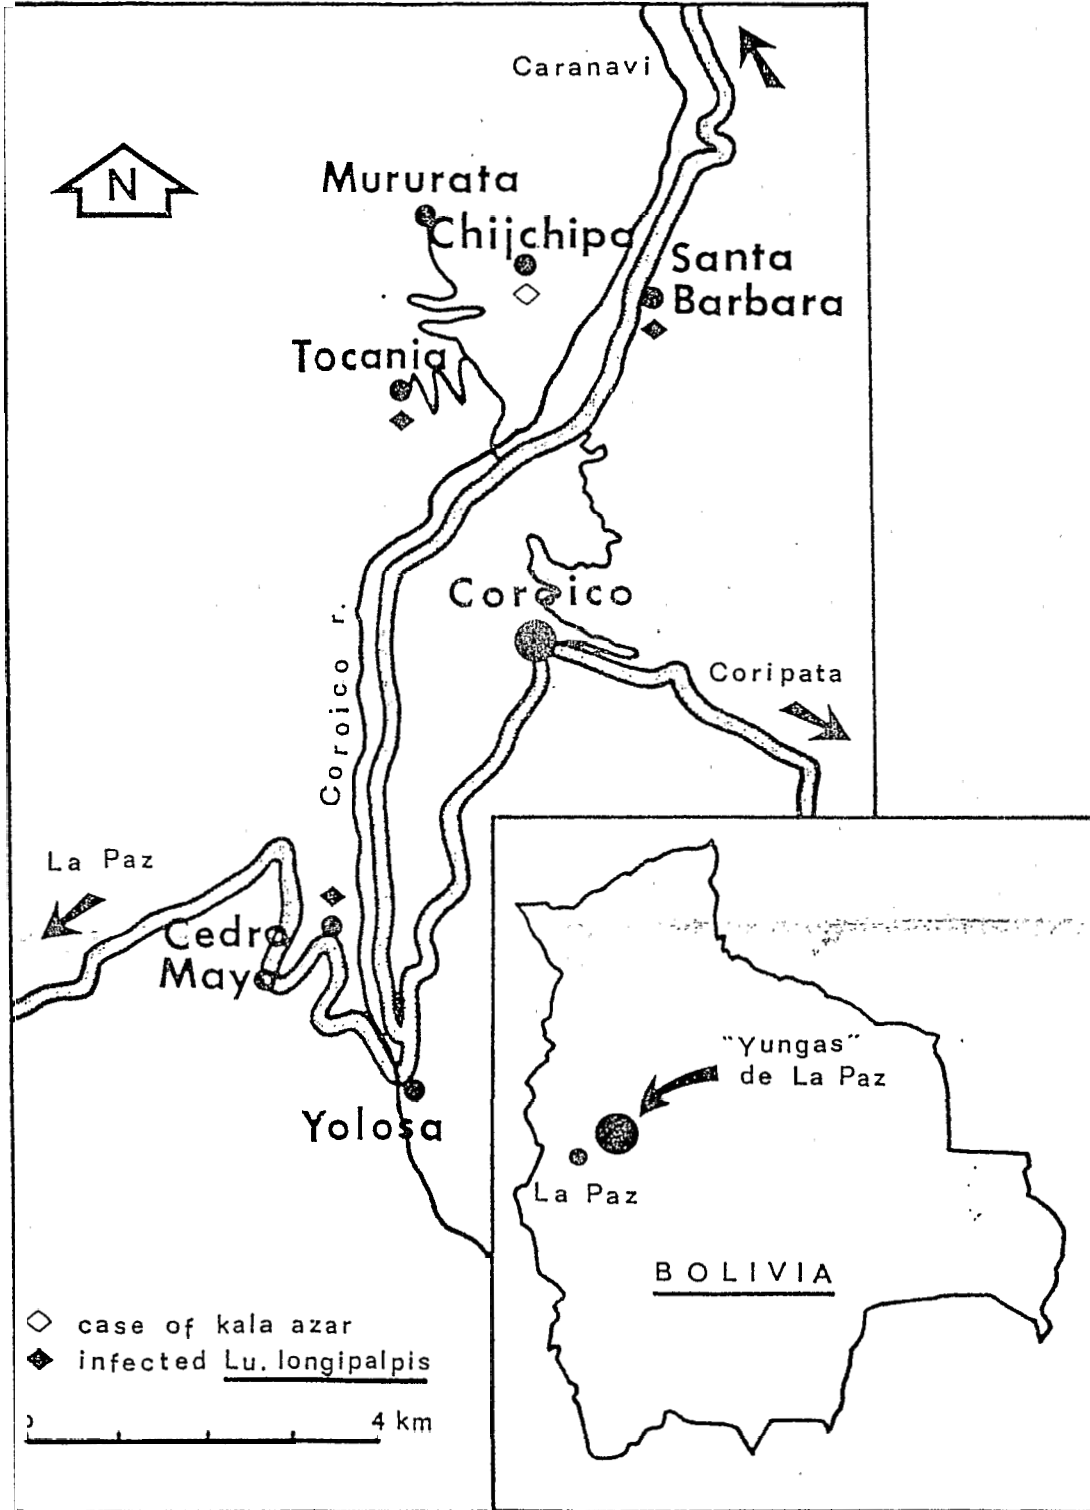 Caranavi
N
Mururata
Chijchipa
Santa
Barbara
Tocania
Coroico
Coroico r.
Coripata
La Paz
Cedro
Mayo
"Yungas"
de La Paz
Yolosa
La Paz
BOLIVIA
case of kala azar
infected Lu. longipalpis
0 4 km